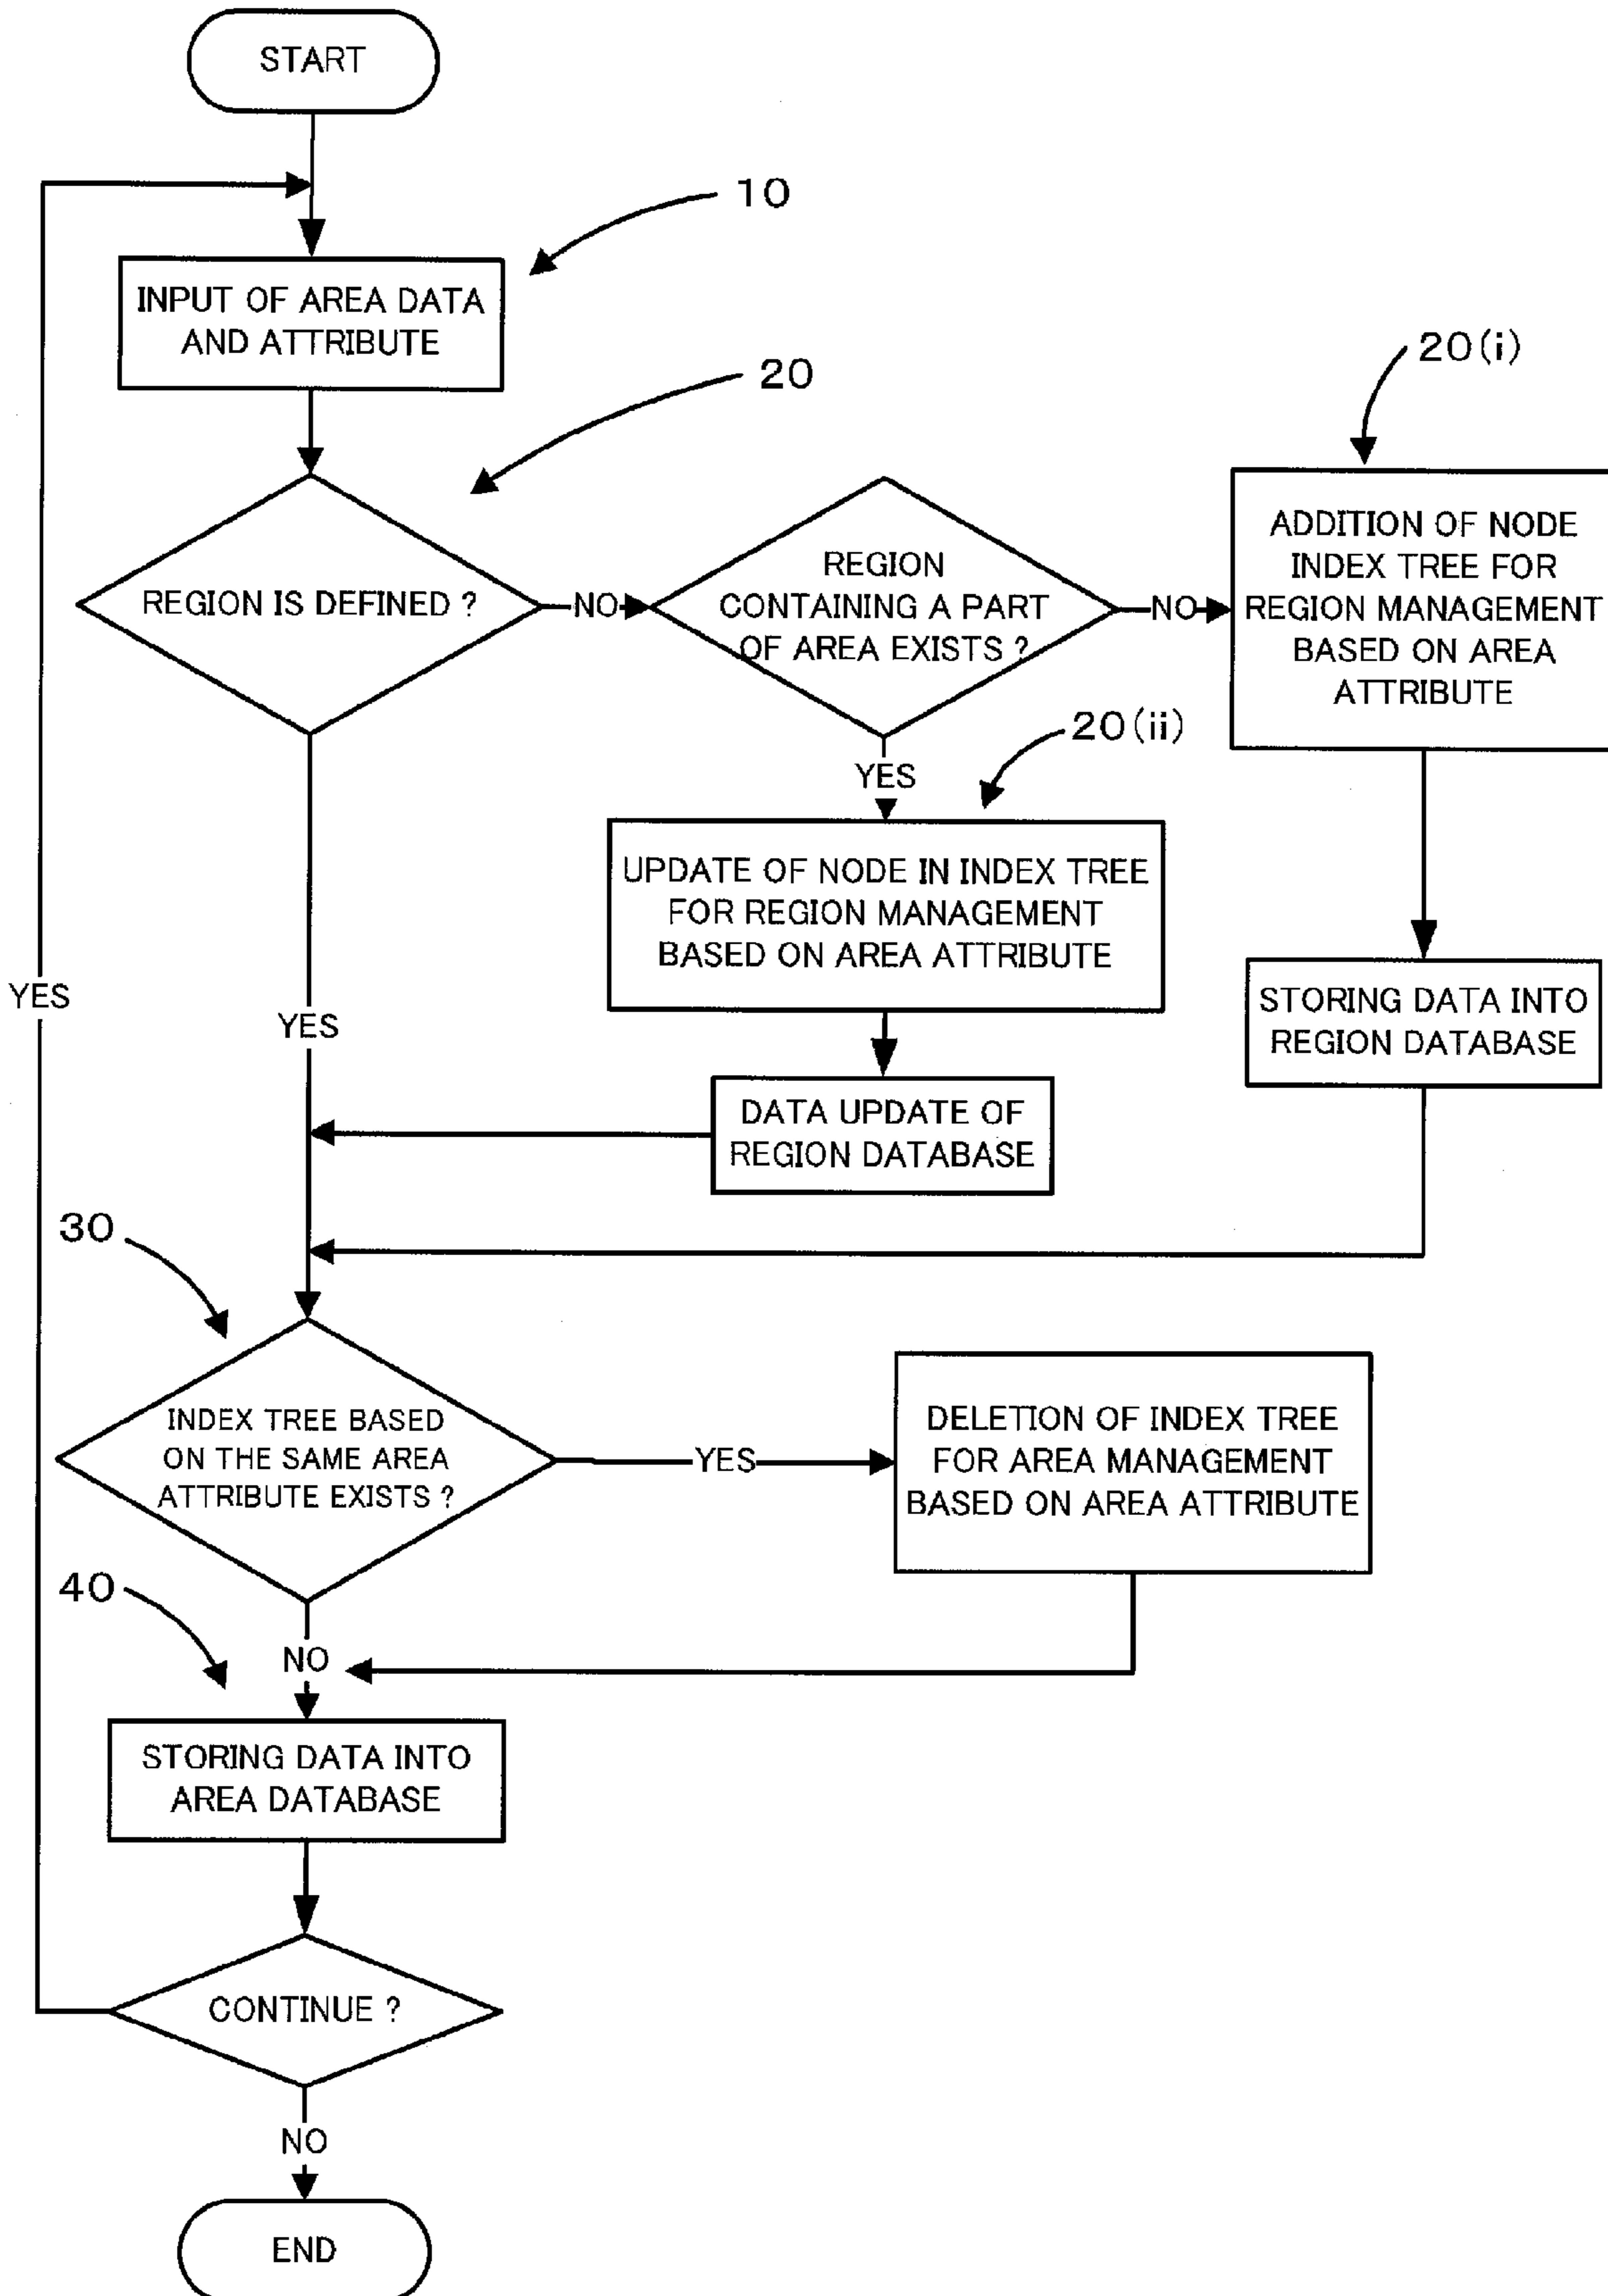 START
10
INPUT OF AREA DATA
AND ATTRIBUTE
20
20(i)
REGION IS DEFINED ?
NO
REGION
CONTAINING A PART
OF AREA EXISTS ?
NO
ADDITION OF NODE
INDEX TREE FOR
REGION MANAGEMENT
BASED ON AREA
ATTRIBUTE
20(ii)
YES
UPDATE OF NODE IN INDEX TREE
FOR REGION MANAGEMENT
BASED ON AREA ATTRIBUTE
YES
YES
STORING DATA INTO
REGION DATABASE
DATA UPDATE OF
REGION DATABASE
30
INDEX TREE BASED
ON THE SAME AREA
ATTRIBUTE EXISTS ?
YES
DELETION OF INDEX TREE
FOR AREA MANAGEMENT
BASED ON AREA ATTRIBUTE
40
NO
STORING DATA INTO
AREA DATABASE
CONTINUE ?
NO
END